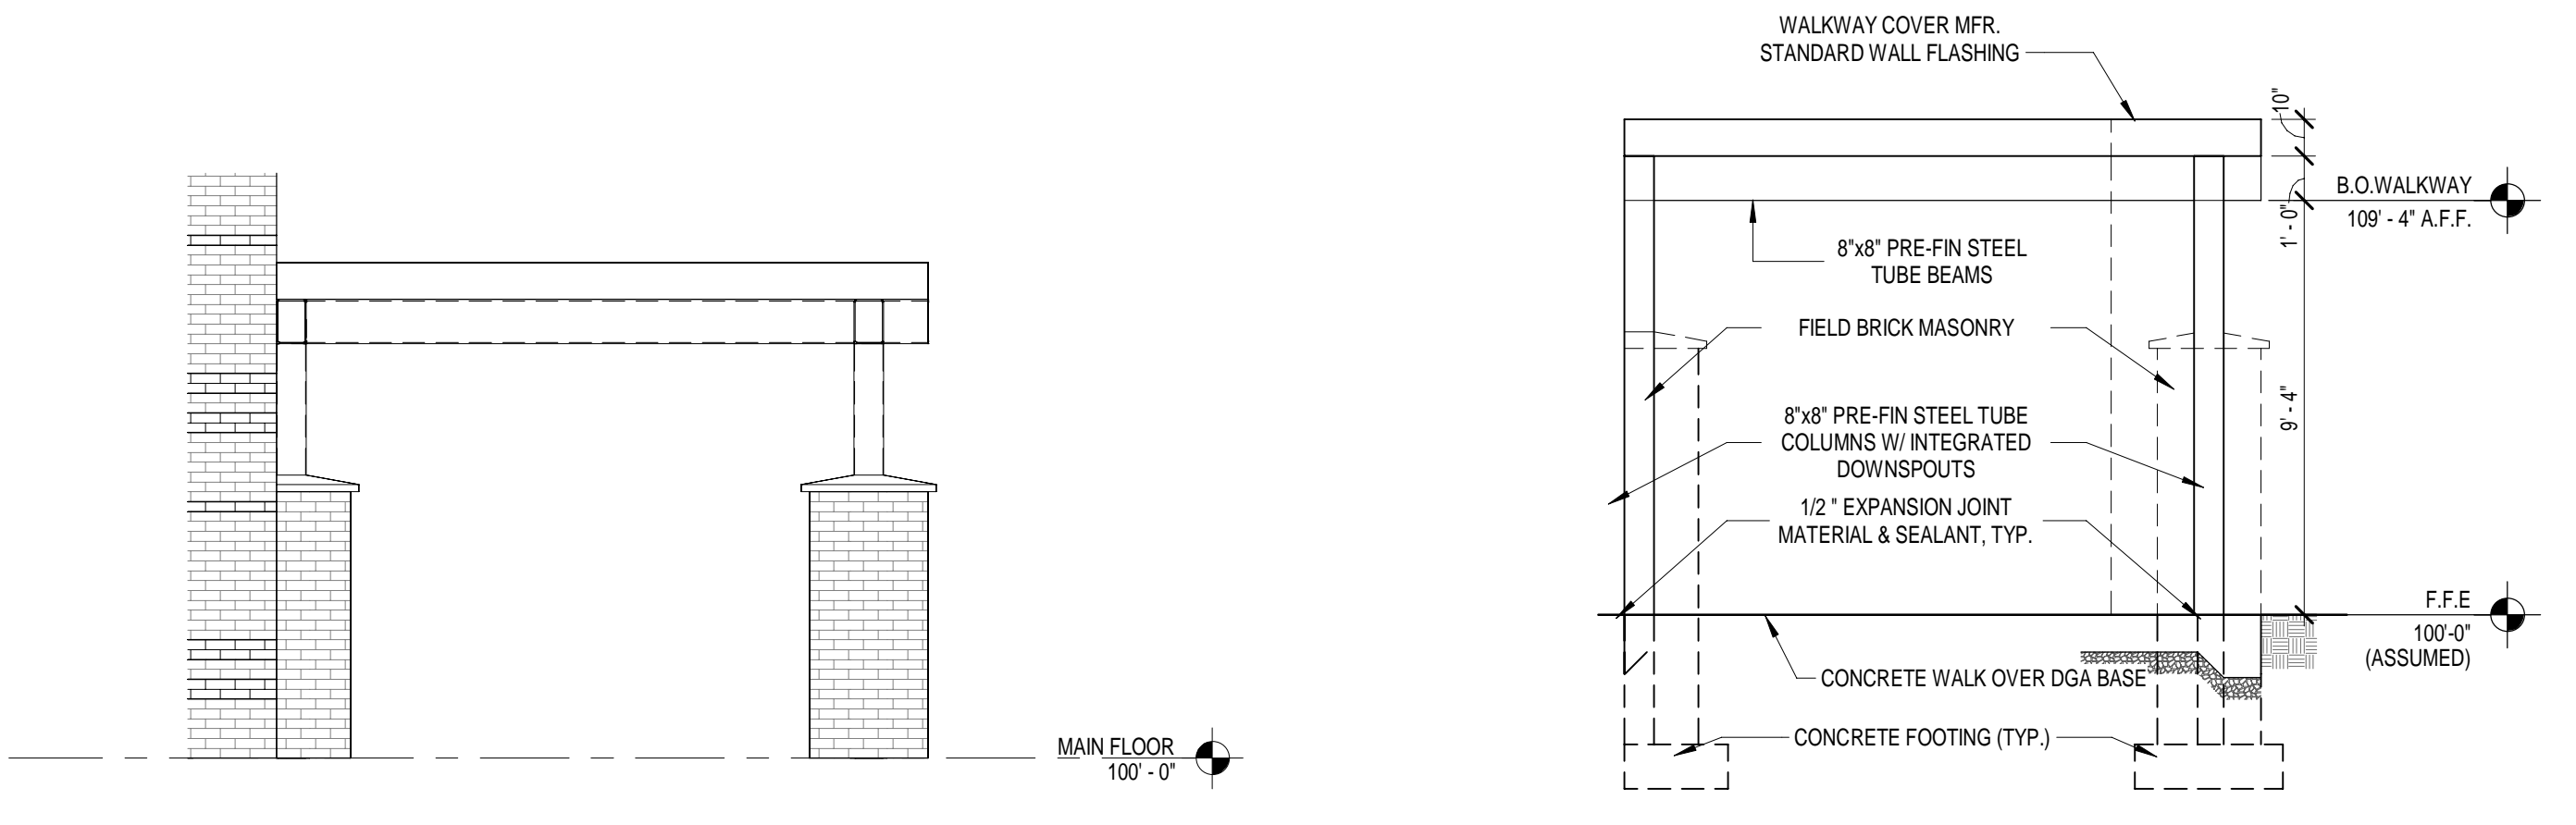 WALKWAY COVER MFR.
STANDARD WALL FLASHING
10"
B.O.WALKWAY
109' - 4" A.F.F.
1' - 0"
8"x8" PRE-FIN STEEL
TUBE BEAMS
FIELD BRICK MASONRY
9' - 4"
8"x8" PRE-FIN STEEL TUBE
COLUMNS W/ INTEGRATED
DOWNSPOUTS
1/2 " EXPANSION JOINT
MATERIAL & SEALANT, TYP.
F.F.E
100'-0"
(ASSUMED)
CONCRETE WALK OVER DGA BASE
CONCRETE FOOTING (TYP.)
MAIN FLOOR
100' - 0"